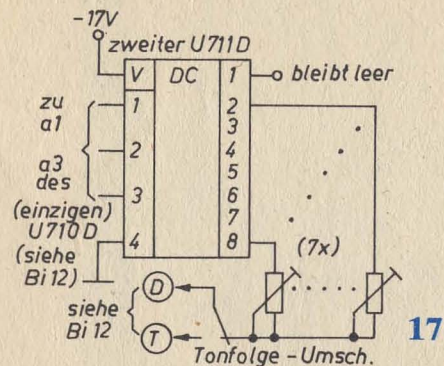 -17V
zweiter U711D
V DC 1 bleibt leer
zu
a1
a3
des
(einzigen)
U710D
(siehe
Bi 12)
1
2
3
4
2
3
4
5
6
7
8
(7x)
siehe
Bi 12
D
T
Tonfolge-Umsch.
17